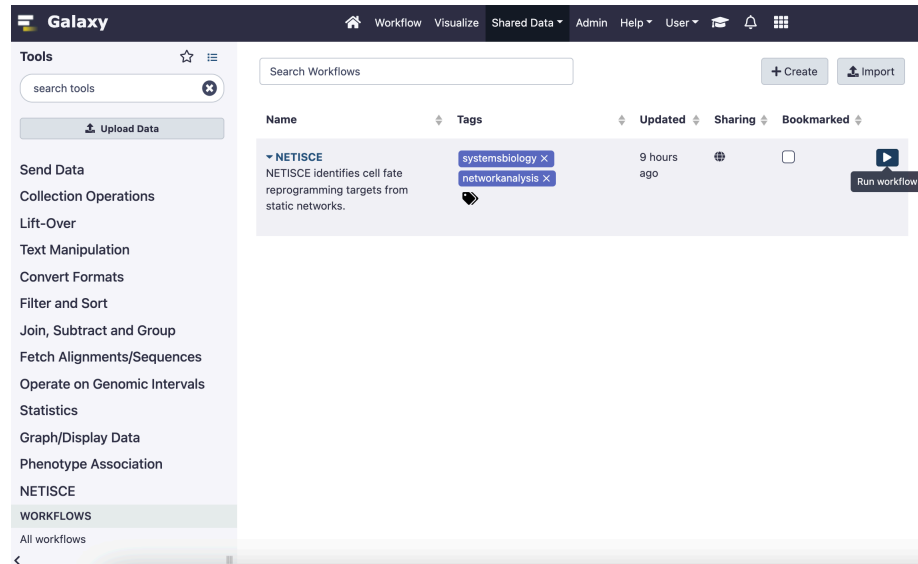 Galaxy
Workflow Visualize Shared Data Admin Help User
Tools
search tools
Upload Data
Send Data
Collection Operations
Lift-Over
Text Manipulation
Convert Formats
Filter and Sort
Join, Subtract and Group
Fetch Alignments/Sequences
Operate on Genomic Intervals
Statistics
Graph/Display Data
Phenotype Association
NETISCE
WORKFLOWS
All workflows
Search Workflows
+ Create Import
Name Tags Updated Sharing Bookmarked
NETISCE
NETISCE identifies cell fate
reprogramming targets from
static networks.
systemsbiology ×
networkanalysis ×
9 hours
ago
Run workflow